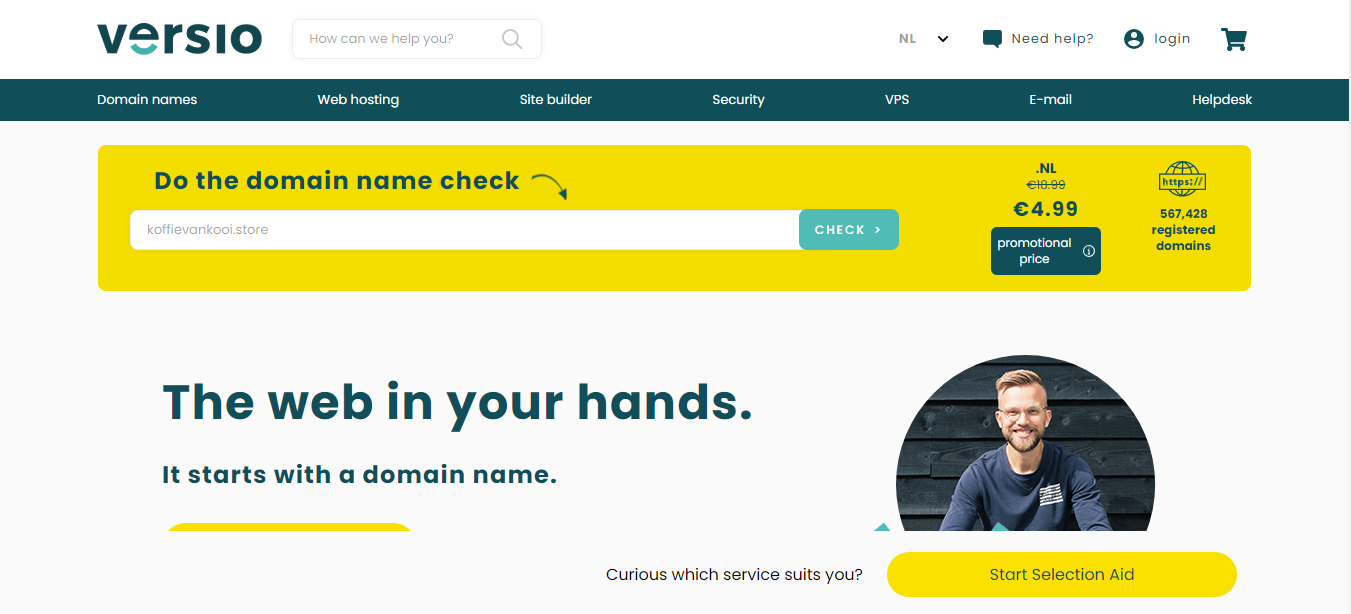 versio
How can we help you?
NL
Need help?
login
Domain names
Web hosting
Site builder
Security
VPS
E-mail
Helpdesk
Do the domain name check
koffievankooi.store
CHECK >
.NL
€18.99
€4.99
promotional
price
https://
567,428
registered
domains
The web in your hands.
It starts with a domain name.
Curious which service suits you?
Start Selection Aid